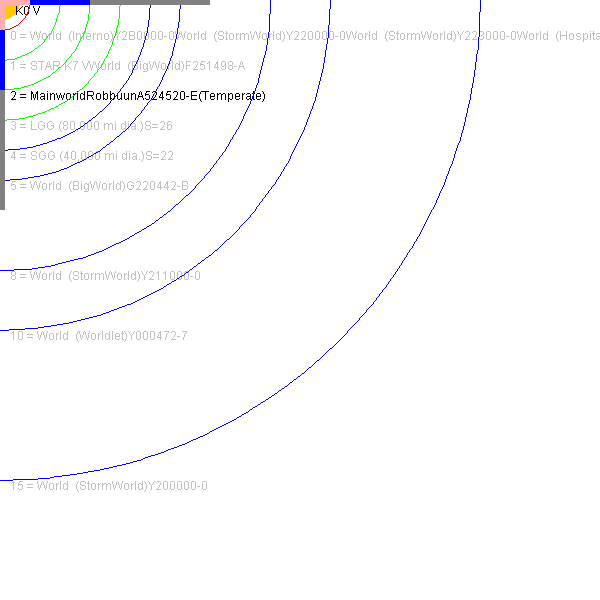 K0 V
0 = World (Inferno)Y2B0000-0World (StormWorld)Y220000-0World (StormWorld)Y223000-0World (Hospita
1 = STAR K7 VWorld (BigWorld)F251498-A
2 = MainworldRobbuunA524520-E(Temperate)
3 = LGG (80,000 mi dia.)S=26
4 = SGG (40,000 mi dia.)S=22
5 = World (BigWorld)G220442-B
8 = World (StormWorld)Y211000-0
10 = World (Worldlet)Y000472-7
15 = World (StormWorld)Y200000-0